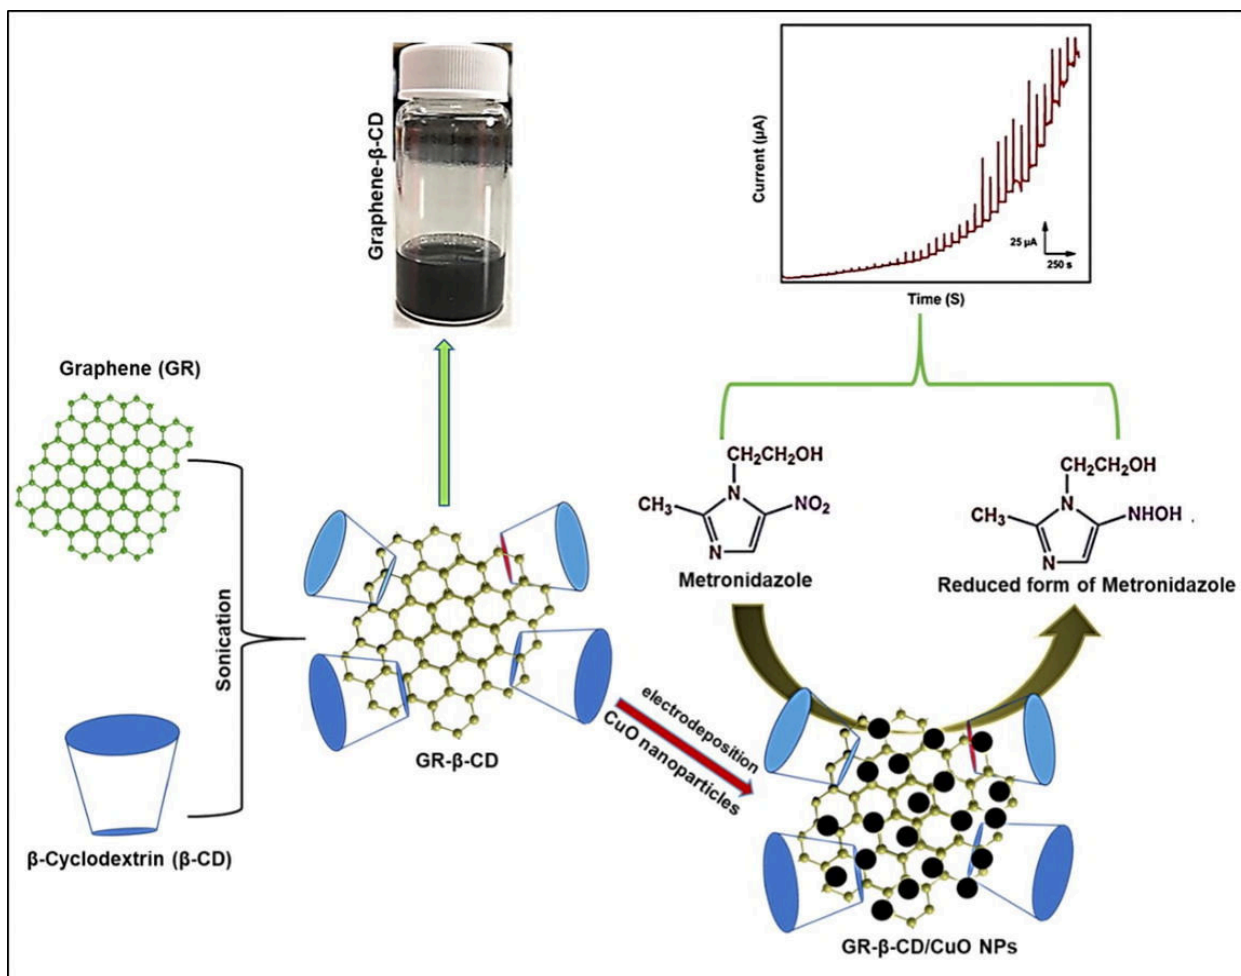 Graphene-β-CD
Current (µA)
25 µA
250 s
Time (S)
Graphene (GR)
Sonication
β-Cyclodextrin (β-CD)
GR-β-CD
electrodeposition
CuO nanoparticles
CH₂CH₂OH
N
CH₃
NO₂
N
Metronidazole
CH₂CH₂OH
N
CH₃
NHOH
N
Reduced form of Metronidazole
GR-β-CD/CuO NPs